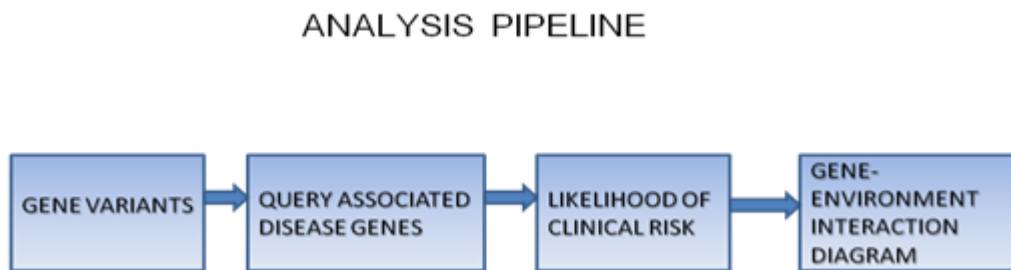 ANALYSIS PIPELINE
GENE VARIANTS
QUERY ASSOCIATED
DISEASE GENES
LIKELIHOOD OF
CLINICAL RISK
GENE-
ENVIRONMENT
INTERACTION
DIAGRAM